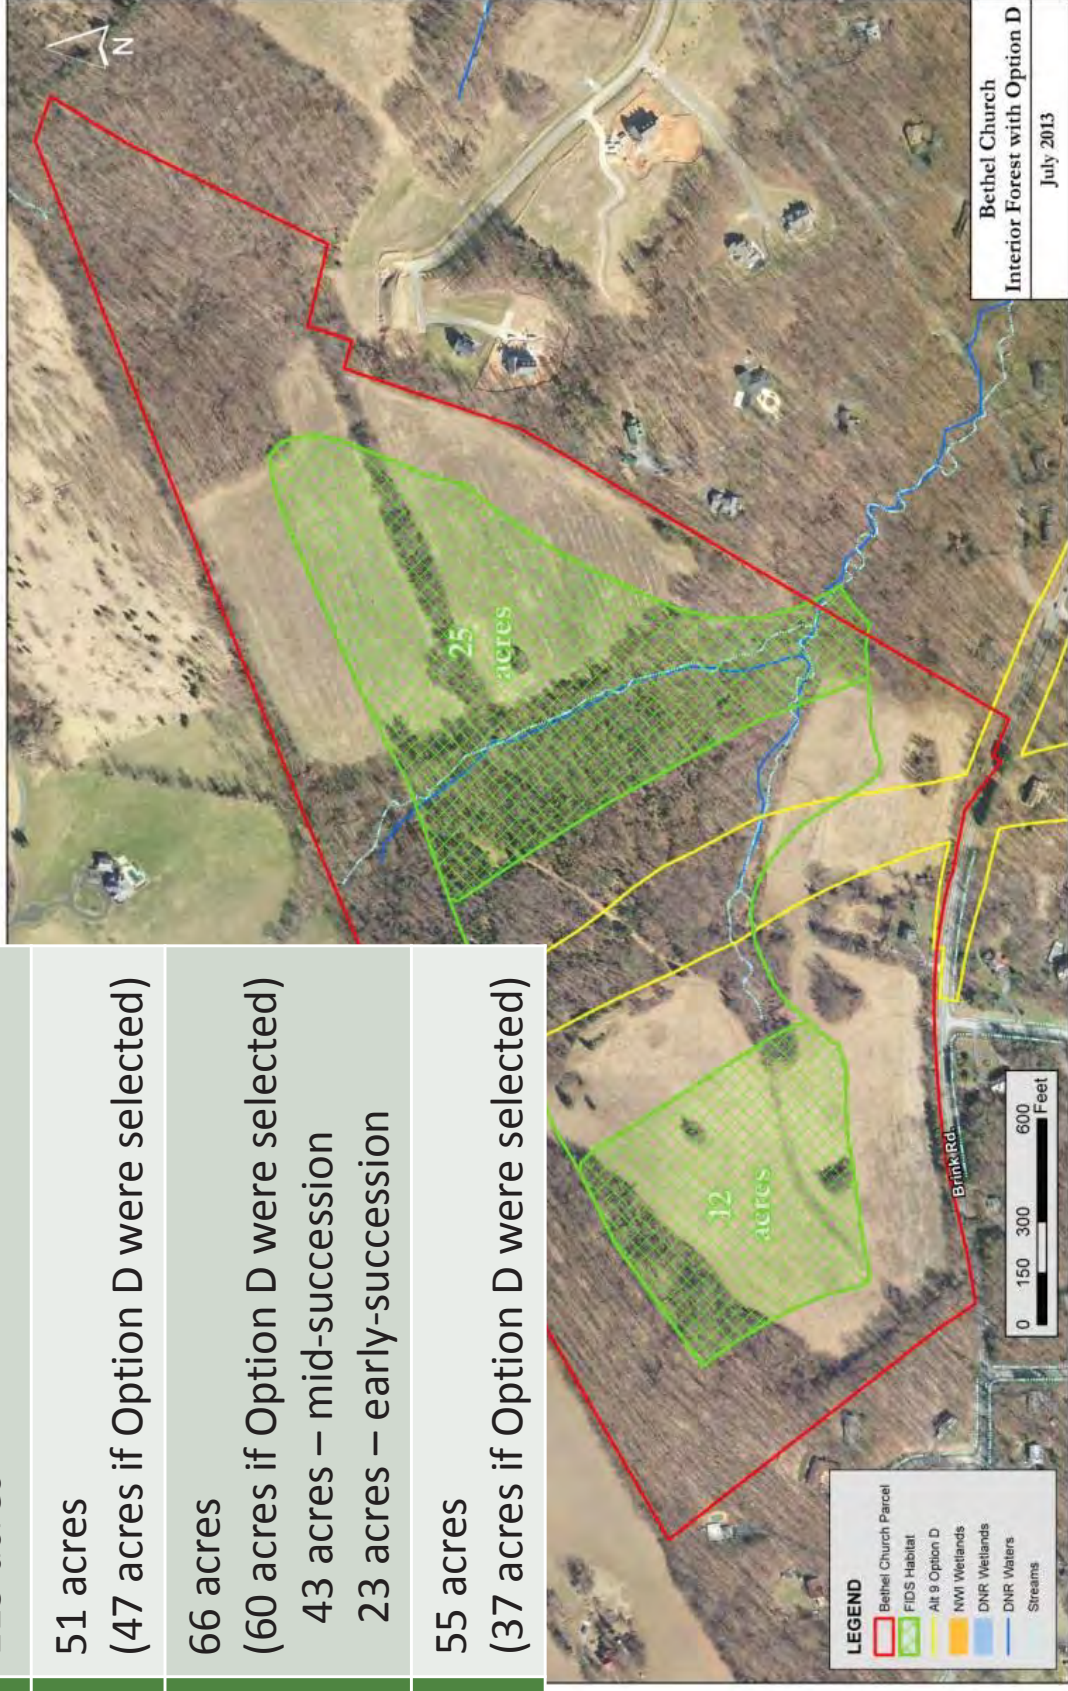 51 acres
(47 acres if Option D were selected)
66 acres
(60 acres if Option D were selected)
43 acres – mid-succession
23 acres – early-succession
55 acres
(37 acres if Option D were selected)
N
25
acres
12
acres
Brink Rd.
Bethel Church
Interior Forest with Option D
July 2013
LEGEND
Bethel Church Parcel
FIDS Habitat
Alt 9 Option D
NWI Wetlands
DNR Wetlands
DNR Waters
Streams
0 150 300 600
Feet